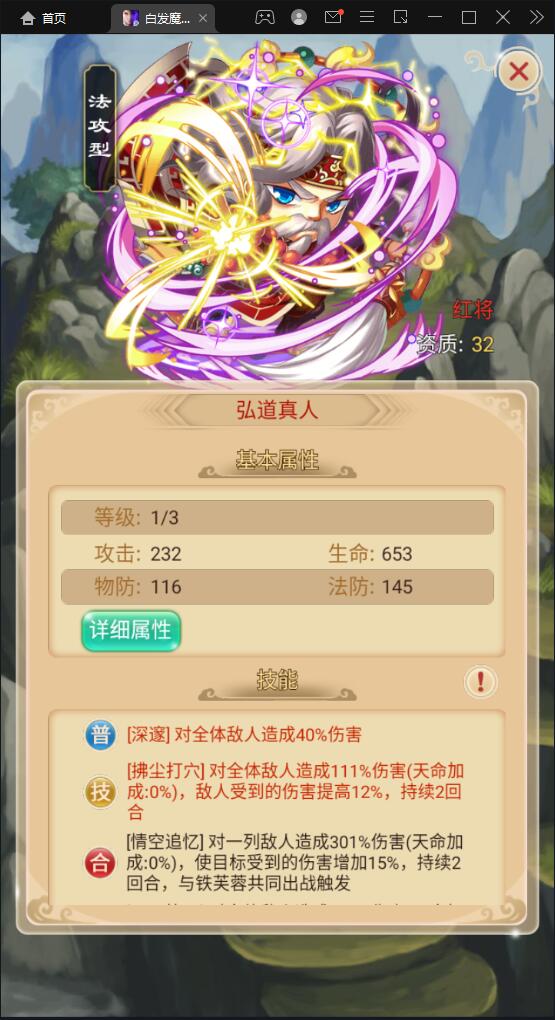 首页
白发魔...
法攻型
红将
资质: 32
弘道真人
基本属性
等级: 1/3
攻击: 232 生命: 653
物防: 116 法防: 145
详细属性
技能
普 [深邃] 对全体敌人造成40%伤害
技 [拂尘打穴] 对全体敌人造成111%伤害(天命加
成:0%)，敌人受到的伤害提高12%，持续2回
合
合 [情空追忆] 对一列敌人造成301%伤害(天命加
成:0%)，使目标受到的伤害增加15%，持续2
回合，与铁芙蓉共同出战触发